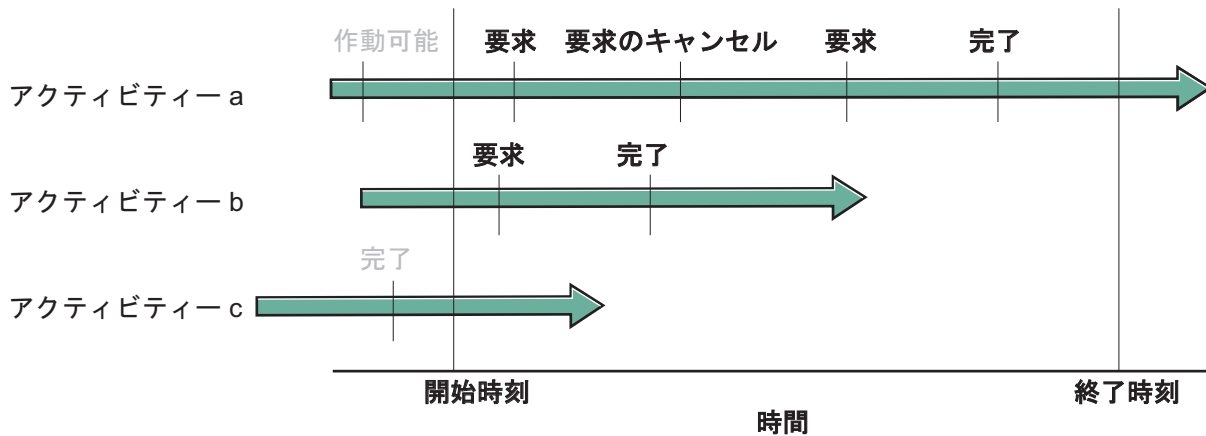 作動可能 要求 要求のキャンセル 要求 完了
アクティビティー a
要求 完了
アクティビティー b
完了
アクティビティー c
開始時刻 終了時刻
時間